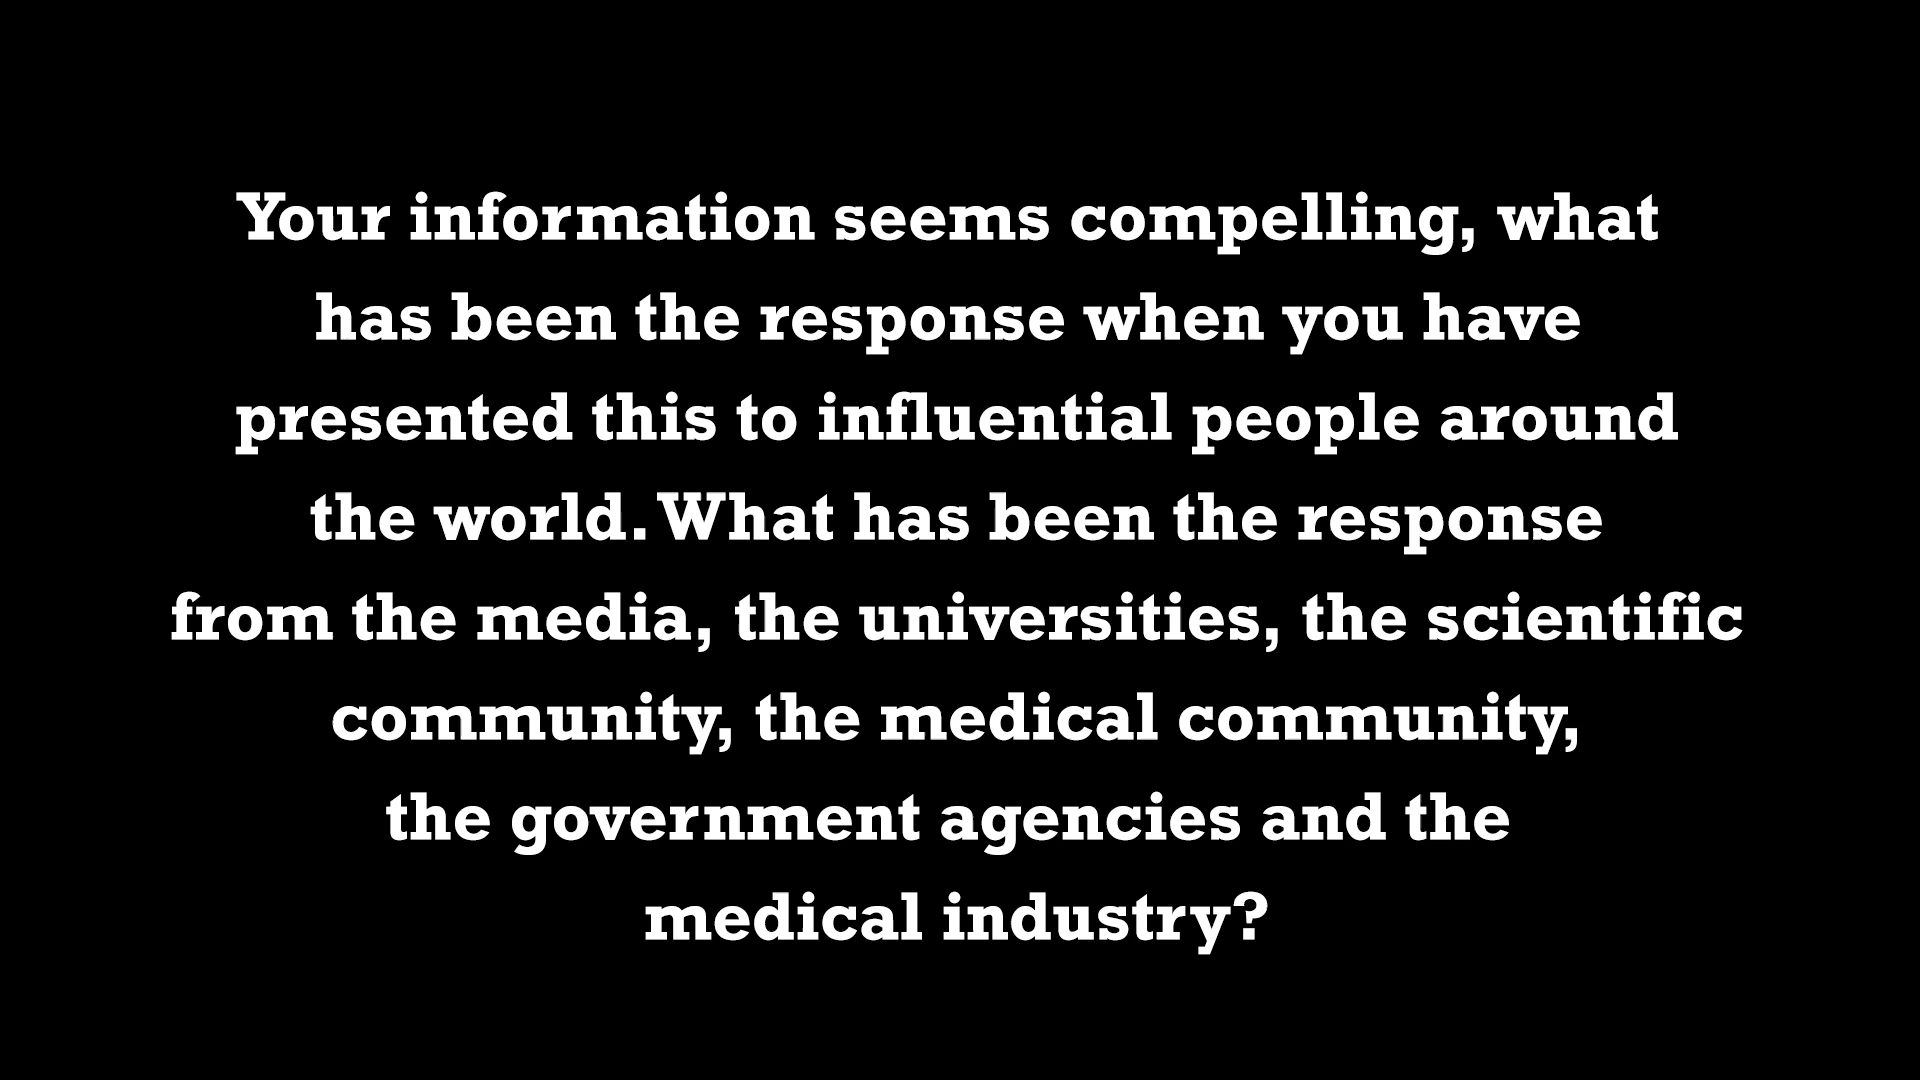 Your information seems compelling, what
has been the response when you have
presented this to influential people around
the world. What has been the response
from the media, the universities, the scientific
community, the medical community,
the government agencies and the
medical industry?